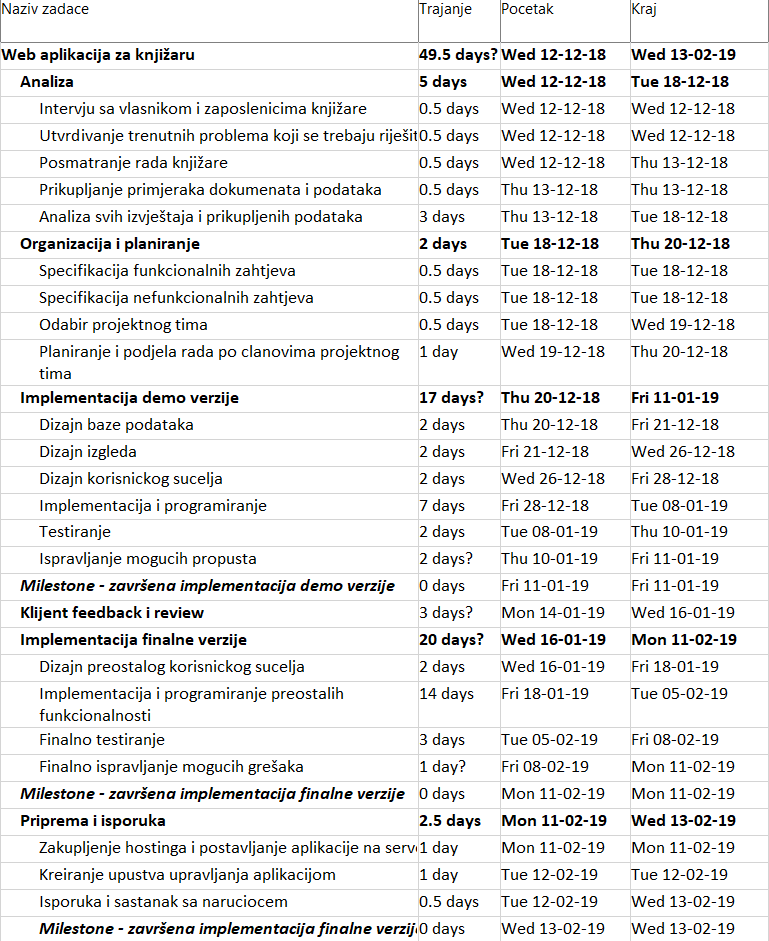 Naziv zadace Trajanje Pocetak Kraj
Web aplikacija za knjižaru 49.5 days? Wed 12-12-18 Wed 13-02-19
Analiza 5 days Wed 12-12-18 Tue 18-12-18
Intervju sa vlasnikom i zaposlenicima knjižare 0.5 days Wed 12-12-18 Wed 12-12-18
Utvrdivanje trenutnih problema koji se trebaju riješit 0.5 days Wed 12-12-18 Wed 12-12-18
Posmatranje rada knjižare 0.5 days Wed 12-12-18 Thu 13-12-18
Prikupljanje primjeraka dokumenata i podataka 0.5 days Thu 13-12-18 Thu 13-12-18
Analiza svih izvještaja i prikupljenih podataka 3 days Thu 13-12-18 Tue 18-12-18
Organizacija i planiranje 2 days Tue 18-12-18 Thu 20-12-18
Specifikacija funkcionalnih zahtjeva 0.5 days Tue 18-12-18 Tue 18-12-18
Specifikacija nefunkcionalnih zahtjeva 0.5 days Tue 18-12-18 Tue 18-12-18
Odabir projektnog tima 0.5 days Tue 18-12-18 Wed 19-12-18
Planiranje i podjela rada po clanovima projektnog 1 day Wed 19-12-18 Thu 20-12-18
tima
Implementacija demo verzije 17 days? Thu 20-12-18 Fri 11-01-19
Dizajn baze podataka 2 days Thu 20-12-18 Fri 21-12-18
Dizajn izgleda 2 days Fri 21-12-18 Wed 26-12-18
Dizajn korisnickog sucelja 2 days Wed 26-12-18 Fri 28-12-18
Implementacija i programiranje 7 days Fri 28-12-18 Tue 08-01-19
Testiranje 2 days Tue 08-01-19 Thu 10-01-19
Ispravljanje mogucih propusta 2 days? Thu 10-01-19 Fri 11-01-19
Milestone - završena implementacija demo verzije 0 days Fri 11-01-19 Fri 11-01-19
Klijent feedback i review 3 days? Mon 14-01-19 Wed 16-01-19
Implementacija finalne verzije 20 days? Wed 16-01-19 Mon 11-02-19
Dizajn preostalog korisnickog sucelja 2 days Wed 16-01-19 Fri 18-01-19
Implementacija i programiranje preostalih 14 days Fri 18-01-19 Tue 05-02-19
funkcionalnosti
Finalno testiranje 3 days Tue 05-02-19 Fri 08-02-19
Finalno ispravljanje mogucih grešaka 1 day? Fri 08-02-19 Mon 11-02-19
Milestone - završena implementacija finalne verzije 0 days Mon 11-02-19 Mon 11-02-19
Priprema i isporuka 2.5 days Mon 11-02-19 Wed 13-02-19
Zakupljenje hostinga i postavljanje aplikacije na serve 1 day Mon 11-02-19 Mon 11-02-19
Kreiranje upustva upravljanja aplikacijom 1 day Tue 12-02-19 Tue 12-02-19
Isporuka i sastanak sa naruciocem 0.5 days Tue 12-02-19 Wed 13-02-19
Milestone - završena implementacija finalne verzije 0 days Wed 13-02-19 Wed 13-02-19